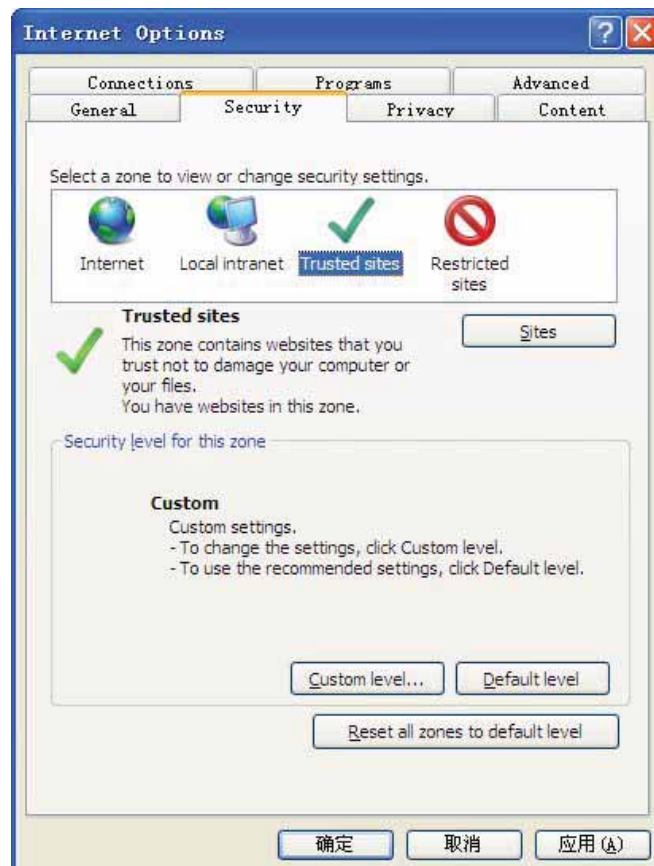 Internet Options
Connections Programs Advanced
General Security Privacy Content
Select a zone to view or change security settings.
Internet Local intranet Trusted sites Restricted
sites
Trusted sites
Sites
This zone contains websites that you
trust not to damage your computer or
your files.
You have websites in this zone.
Security level for this zone
Custom
Custom settings.
- To change the settings, click Custom level.
- To use the recommended settings, click Default level.
Custom level... Default level
Reset all zones to default level
确定 取消 应用(A)